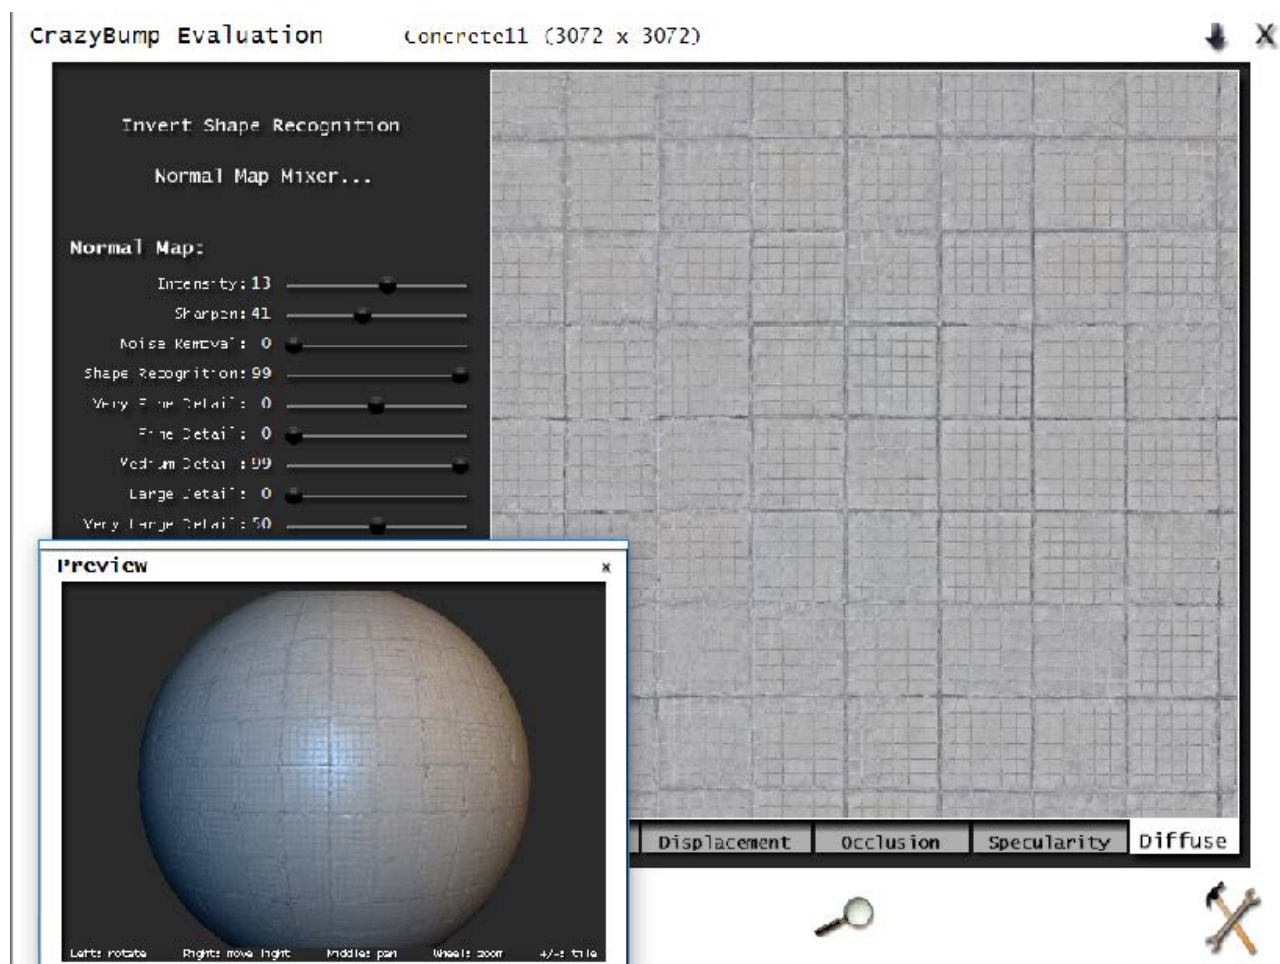 CrazyBump Evaluation
Concrete11 (3072 x 3072)
X
Invert Shape Recognition
Normal Map Mixer...
Normal Map:
Intensity: 13
Sharpen: 41
Noise Removal: 0
Shape Recognition: 99
Very Fine Detail: 0
Fine Detail: 0
Medium Detail: 99
Large Detail: 0
Very Large Detail: 50
Preview
x
Displacement
Occlusion
Specularity
Diffuse
Left: rotate
Right: move light
Middle: pan
Wheel: zoom
+/-: tile